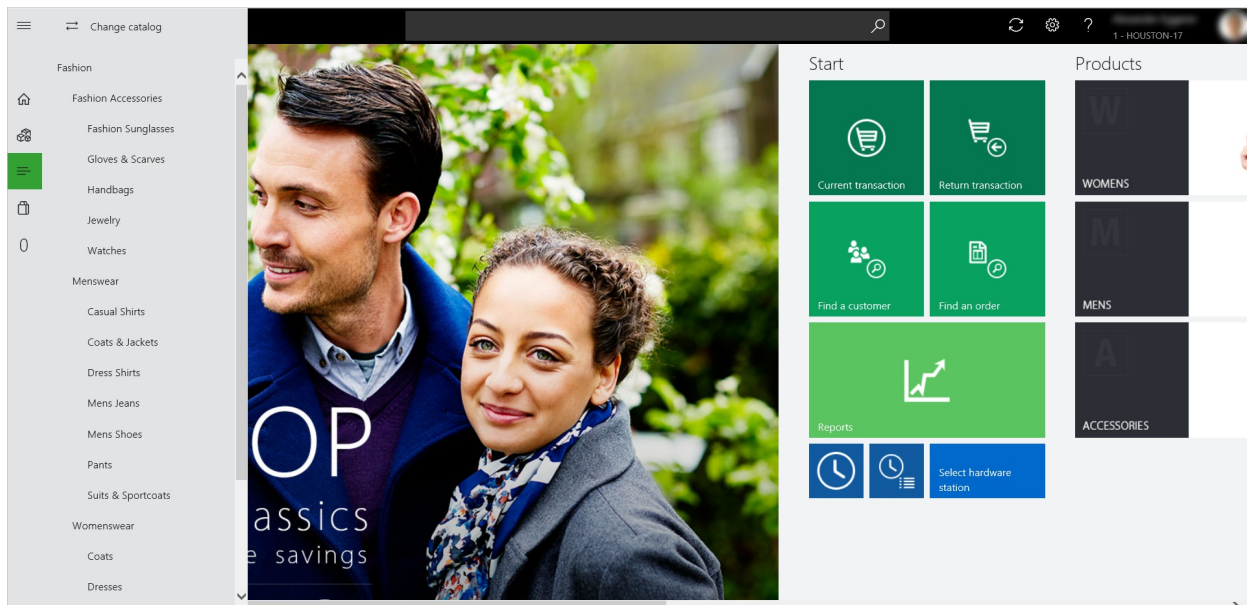 Change catalog
?
1 - HOUSTON-17
Fashion
Fashion Accessories
Fashion Sunglasses
Gloves & Scarves
Handbags
Jewelry
Watches
Menswear
Casual Shirts
Coats & Jackets
Dress Shirts
Mens Jeans
Mens Shoes
Pants
Suits & Sportcoats
Womenswear
Coats
Dresses
0
OP
assics
e savings
Start
Current transaction
Return transaction
Find a customer
Find an order
Reports
Select hardware
station
Products
W
WOMENS
M
MENS
A
ACCESSORIES